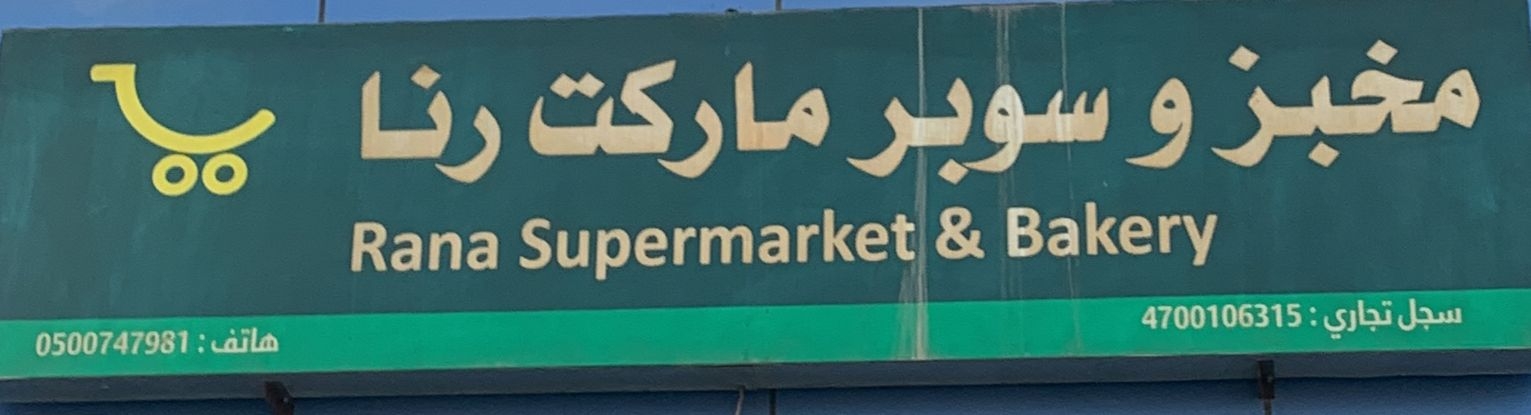 مخبز و سوبر ماركت رنا
Rana Supermarket & Bakery
سجل تجاري : 4700106315
هاتف : 0500747981